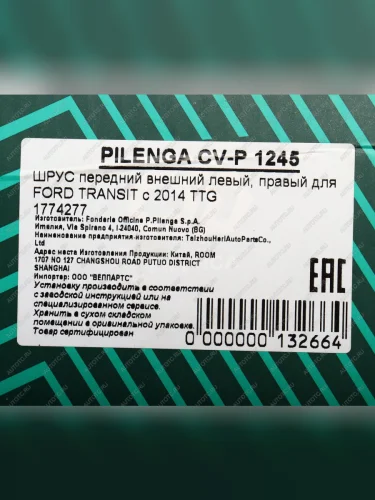 PILENGA CV-P 1245
ШРУС передний внешний левый, правый для
FORD TRANSIT с 2014 TTG
1774277
Изготовитель: Fonderie Officine P.Pilenga S.p.A.
Италия, Via Spirano 4, I-24040, Comun Nuovo (BG)
Наименование предприятия-изготовителя: TaizhouHerlAutoPartsCo.,
Ltd
Адрес места Изготовления Продукции: Китай, ROOM
1707 NO 127 CHANGSHOU ROAD PUTUO DISTRICT
SHANGHAI
Импортер: ООО "ВЕЛЛАРТС"
Установку производить в соответствии
с заводской инструкцией или на
специализированном сервисе.
Хранить в сухом складском
помещении в оригинальной упаковке.
Товар сертифицирован
EAC
0 000000 132664